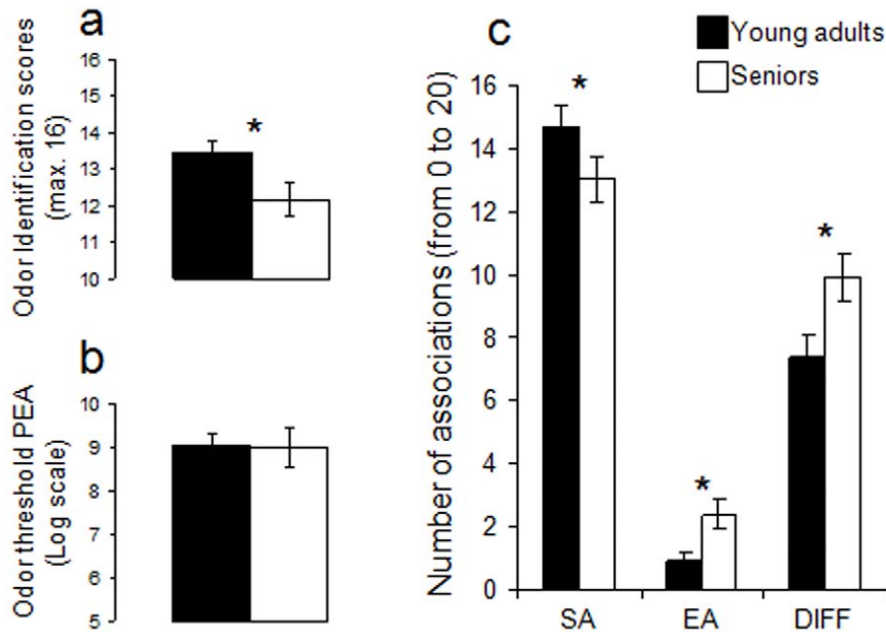 a
Odor Identification scores
(max. 16)
16
15
14
13
12
11
10
*
b
Odor threshold PEA
(Log scale)
10
9
8
7
6
5
c
Young adults
Seniors
Number of associations (from 0 to 20)
16
14
12
10
8
6
4
2
0
*
*
*
SA
EA
DIFF